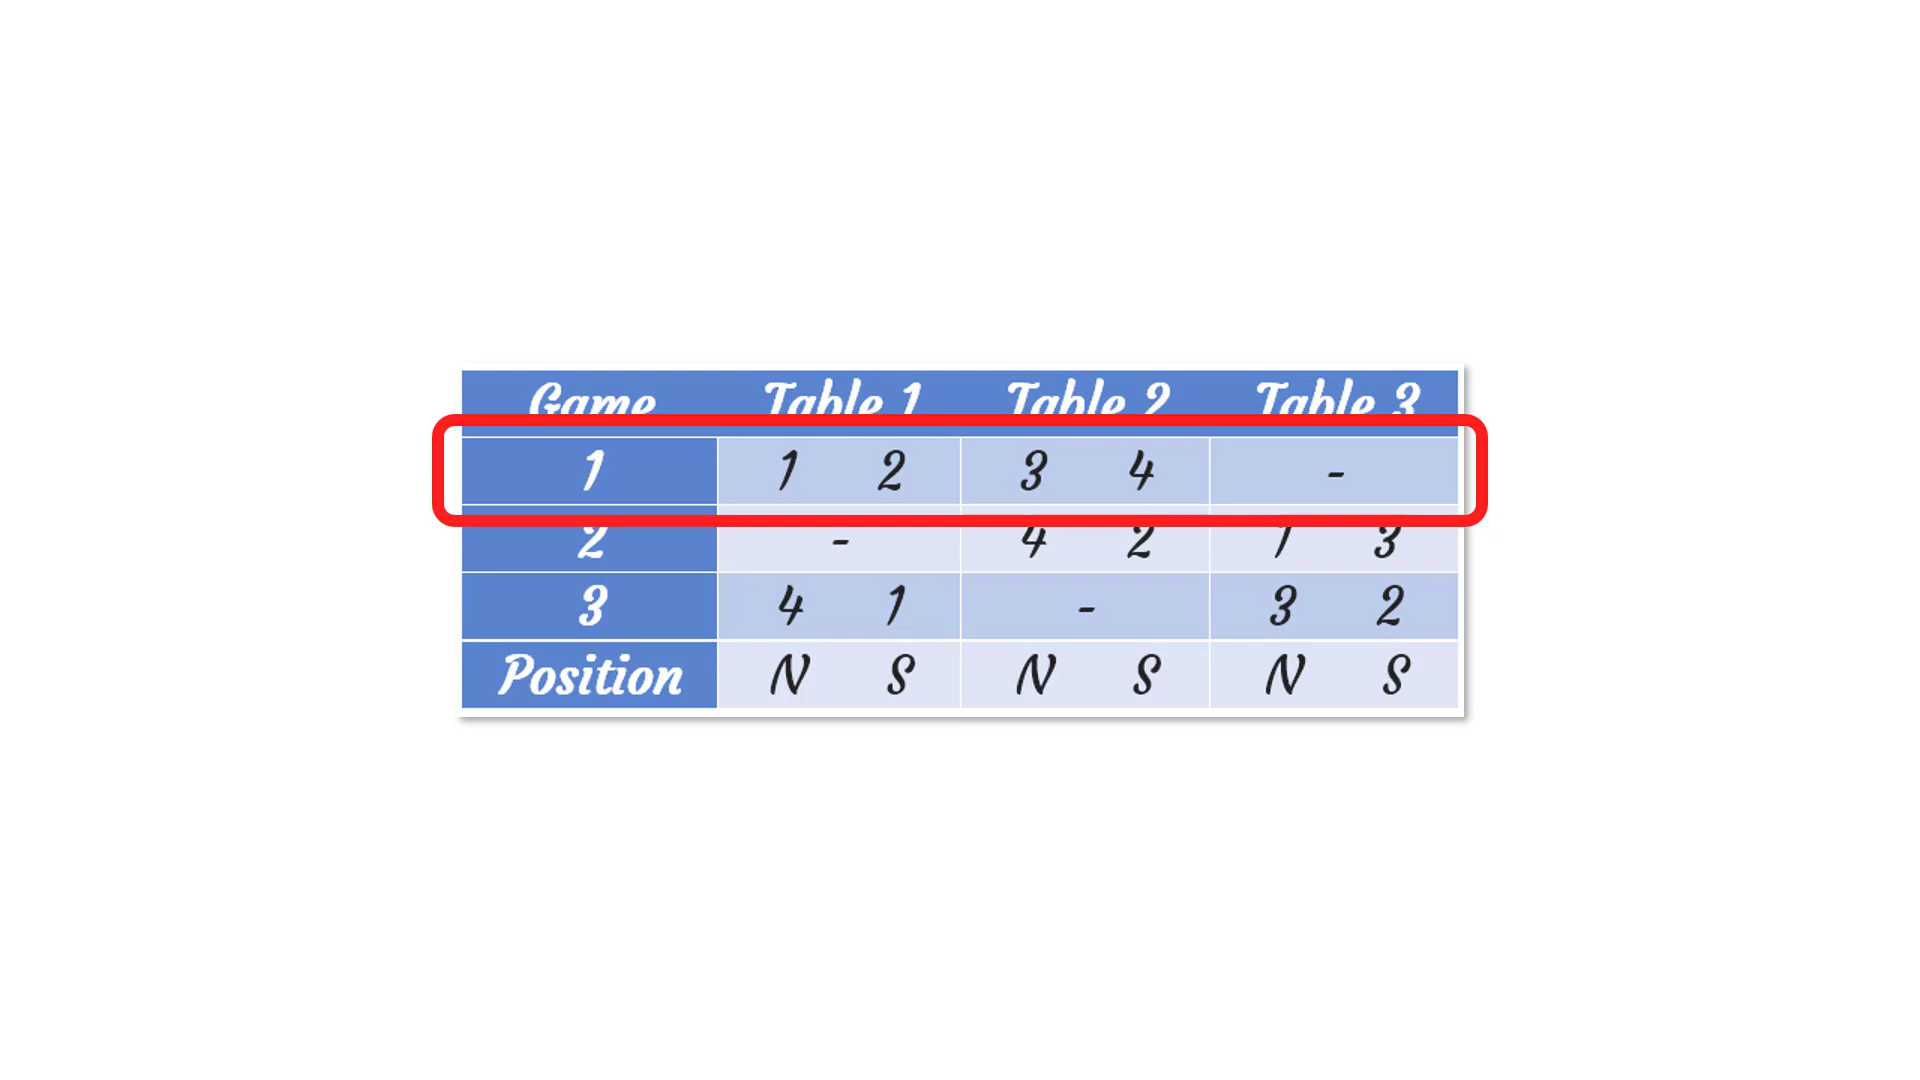 Game Table 1 Table 2 Table 3
1 1 2 3 4 -
2 - 4 2 1 3
3 4 1 - 3 2
Position N S N S N S